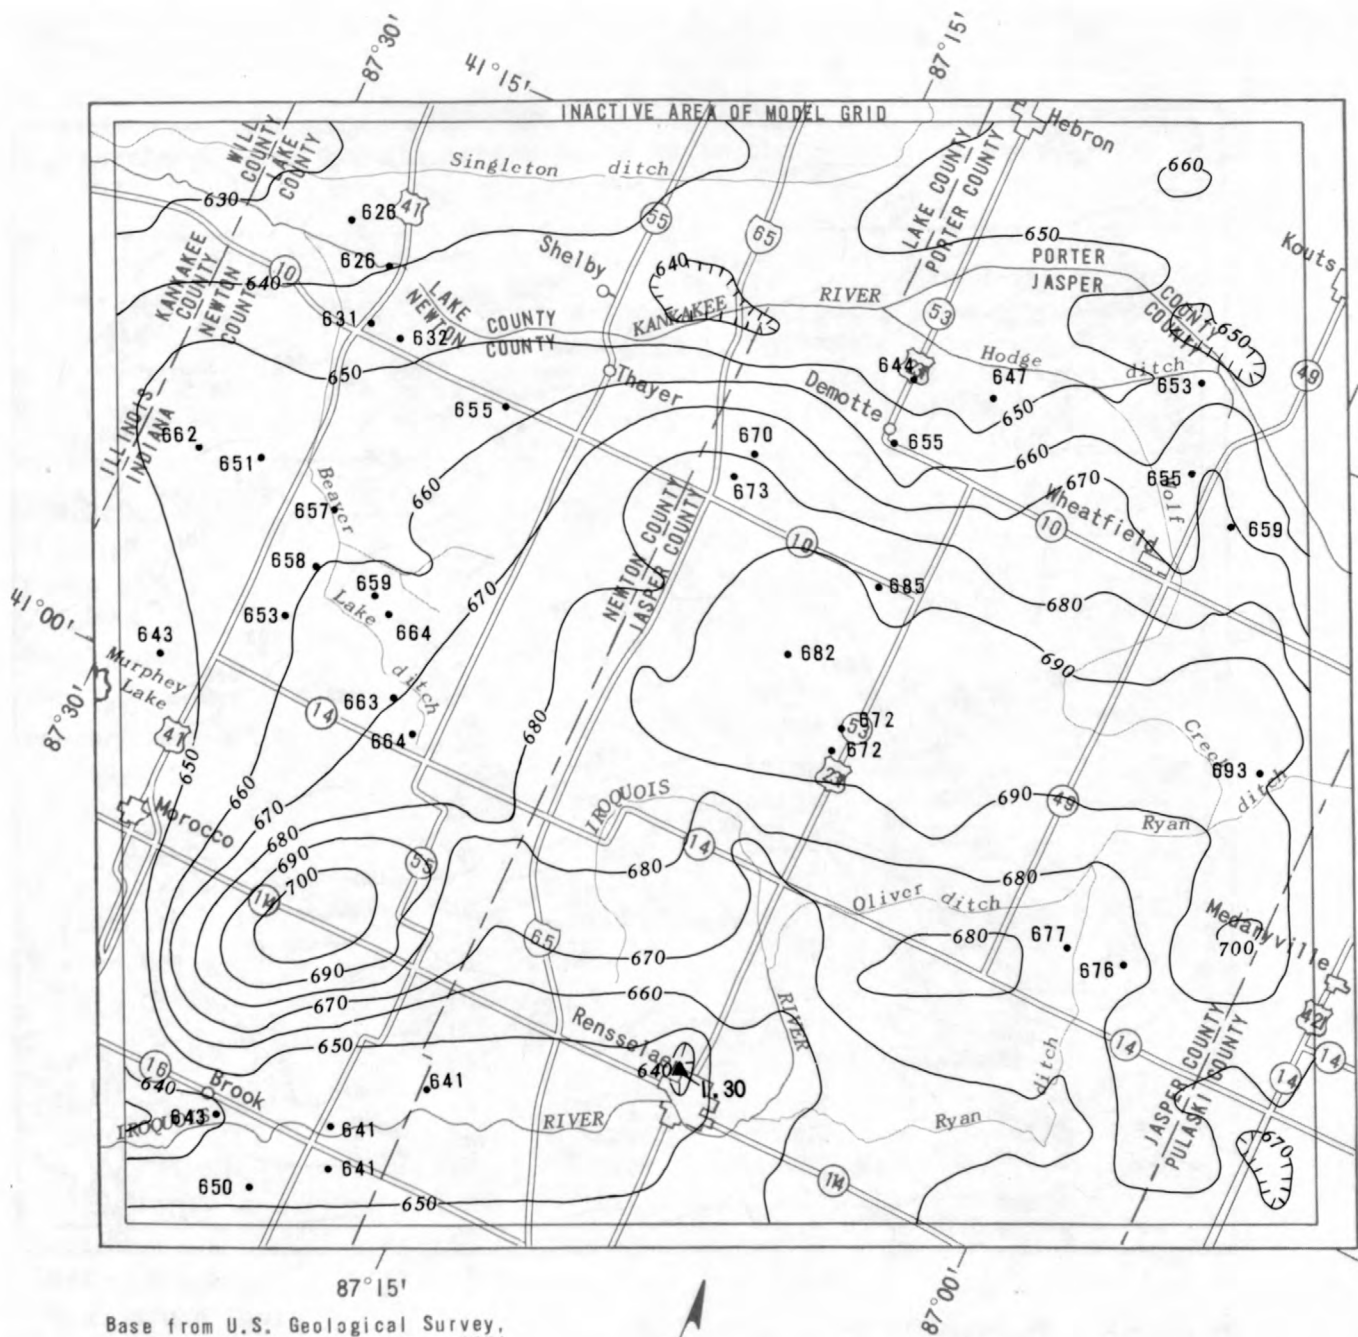 87°30'
41°15'
87°15'
INACTIVE AREA OF MODEL GRID
Hebron
WILL COUNTY
LAKE COUNTY
Singleton ditch
LAKE COUNTY
PORTER COUNTY
660
630
626
41
55
65
650
PORTER
JASPER
Kouts
KANKAKEE COUNTY
NEWTON COUNTY
10
626
640
Shelby
640
RIVER
COUNTY
COUNTY
650
LAKE
NEWTON
COUNTY
COUNTY
KANKAKEE
53
631
632
650
Thayer
Hodge ditch
644
647
653
49
ILLINOIS
INDIANA
655
Demotte
650
662
651
670
655
660
673
670
655
Wolf
Beaver
660
657
Wheatfield
659
10
10
658
659
NEWTON COUNTY
JASPER COUNTY
685
680
670
41°00'
653
Lake
664
643
682
690
Murphey
Lake
ditch
663
14
664
680
672
53
672
87°30'
41
650
Creech
ditch
693
660
IROQUOIS
690
49
Ryan
670
Morocco
680
690
700
55
14
680
14
680
Oliver ditch
Medaryville
677
680
676
700
65
690
670
670
660
RIVER
Rensselaer
42
650
14
14
14
16
640
Brook
641
640
30
ditch
JASPER COUNTY
PULASKI COUNTY
643
IROQUOIS
641
RIVER
Ryan
641
670
650
650
14
87°15'
87°00'
Base from U.S. Geological Survey,